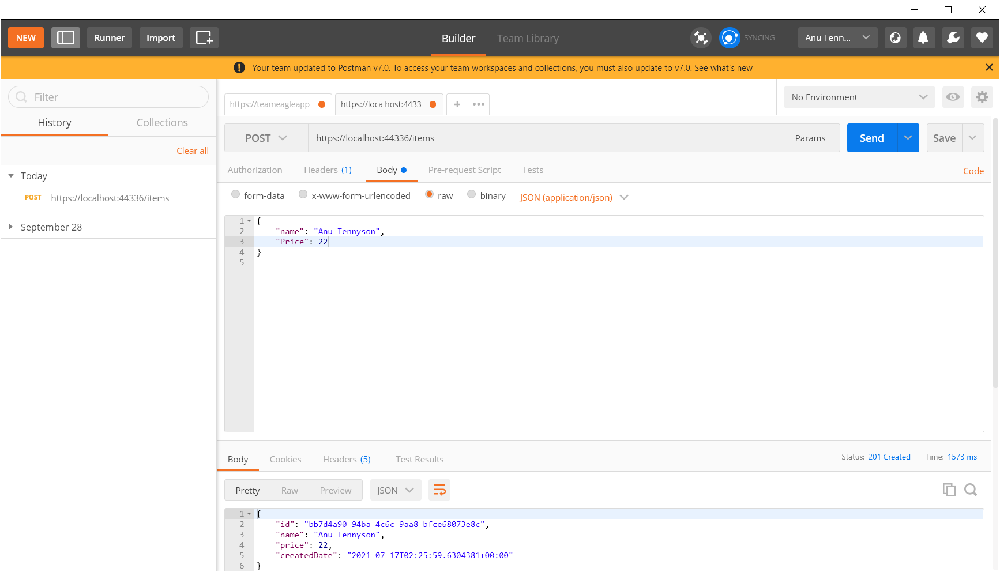 NEW Runner Import Builder Team Library SYNCING Anu Tenn...
Your team updated to Postman v7.0. To access your team workspaces and collections, you must also update to v7.0. See what's new
Filter
History Collections
Clear all
Today
POST https://localhost:44336/items
September 28
https://teameagleapp https://localhost:4433 + •••
No Environment
POST https://localhost:44336/items Params Send Save
Authorization Headers (1) Body Pre-request Script Tests Code
form-data x-www-form-urlencoded raw binary JSON (application/json)
1 {
2 "name": "Anu Tennyson",
3 "Price": 22
4 }
5
Body Cookies Headers (5) Test Results Status: 201 Created Time: 1573 ms
Pretty Raw Preview JSON
1 {
2 "id": "bb7d4a90-94ba-4c6c-9aa8-bfce68073e8c",
3 "name": "Anu Tennyson",
4 "price": 22,
5 "createdDate": "2021-07-17T02:25:59.6304381+00:00"
6 }